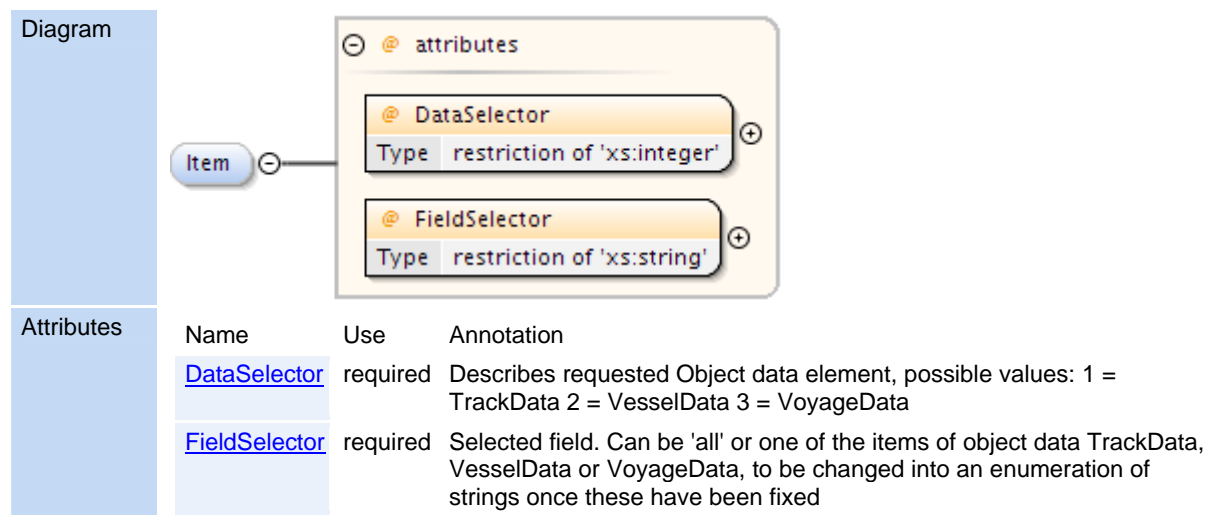 Diagram
@ attributes
@ DataSelector
Type restriction of 'xs:integer'
Item
@ FieldSelector
Type restriction of 'xs:string'
Attributes
Name Use Annotation
DataSelector required Describes requested Object data element, possible values: 1 =
TrackData 2 = VesselData 3 = VoyageData
FieldSelector required Selected field. Can be 'all' or one of the items of object data TrackData,
VesselData or VoyageData, to be changed into an enumeration of
strings once these have been fixed